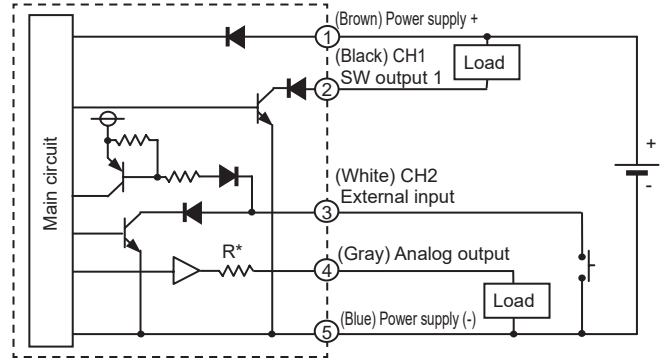 (Brown) Power supply +
1
(Black) CH1
SW output 1
2
Load
Main circuit
+
-
(White) CH2
External input
3
R*
(Gray) Analog output
4
Load
(Blue) Power supply (-)
5